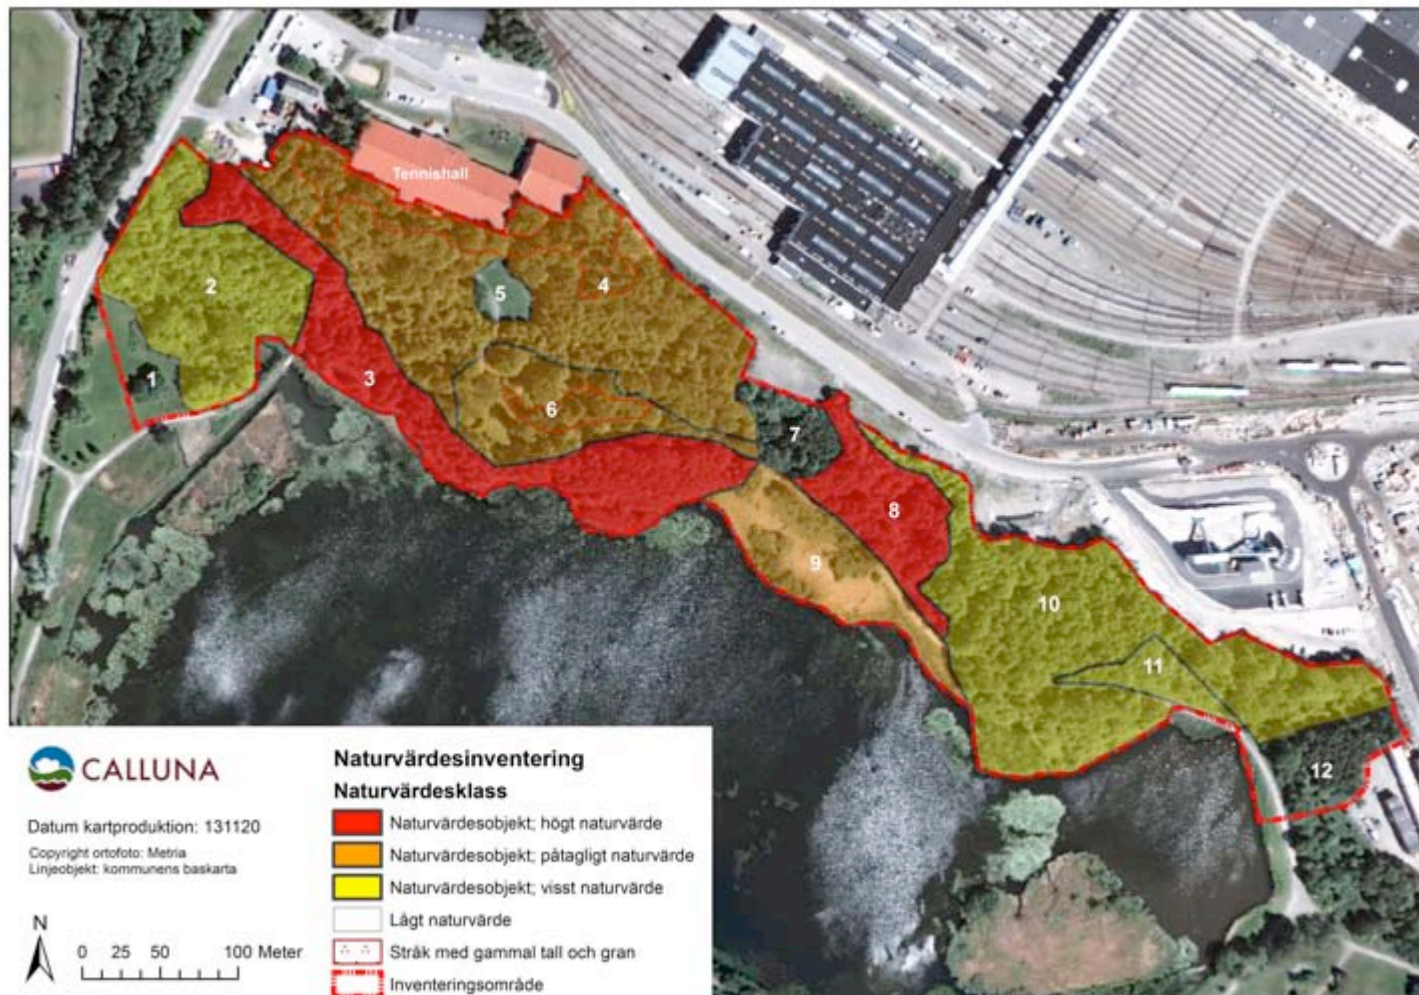 Tennishall
2
5
4
1
3
6
7
8
9
10
11
12
CALLUNA
Datum kartproduktion: 131120
Copyright ortofoto: Metria
Linjeobjekt: kommunens baskarta
N
0 25 50 100 Meter
Naturvärdesinventering
Naturvärdesklass
Naturvärdesobjekt; högt naturvärde
Naturvärdesobjekt; påtagligt naturvärde
Naturvärdesobjekt; visst naturvärde
Lågt naturvärde
Stråk med gammal tall och gran
Inventeringsområde